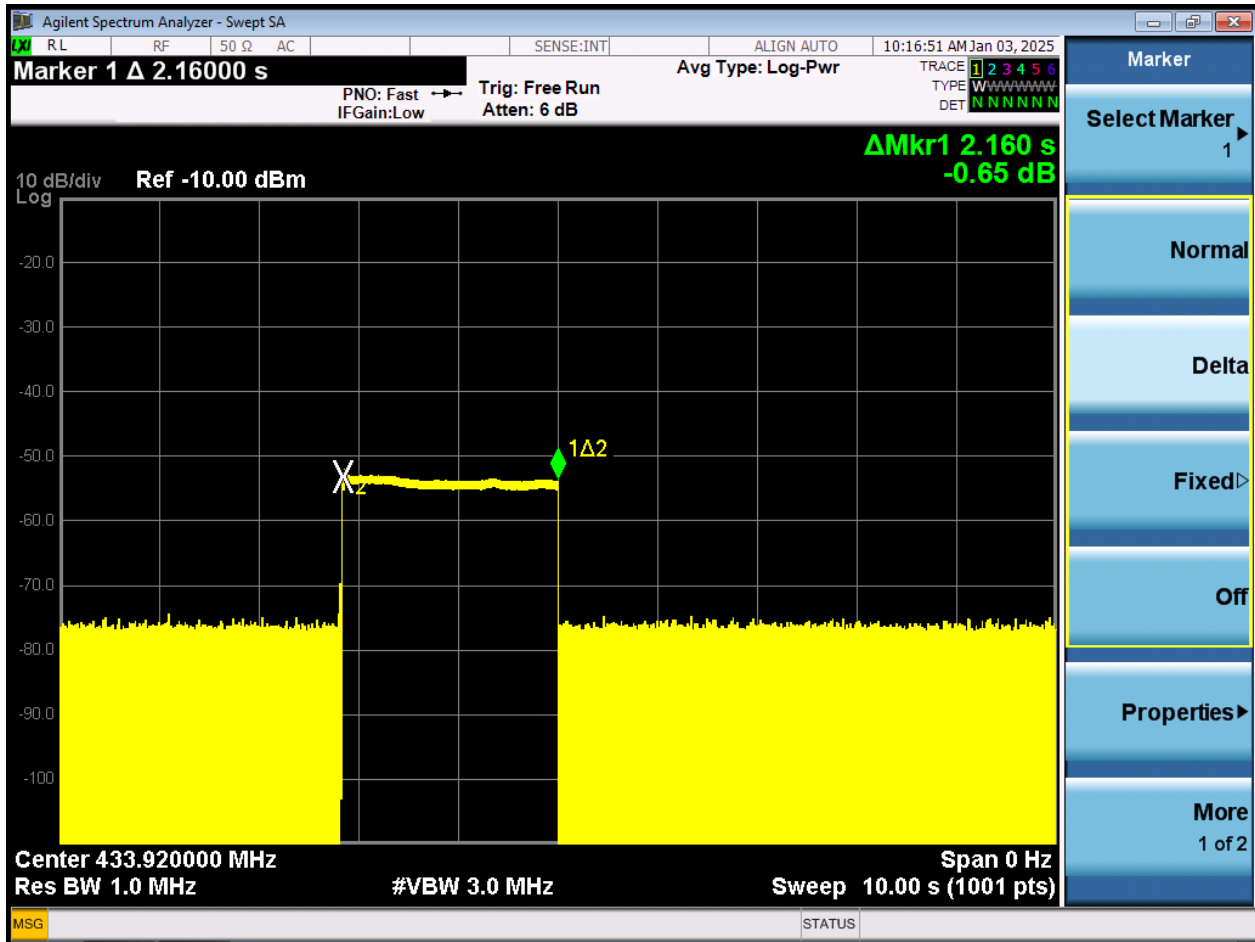 Agilent Spectrum Analyzer - Swept SA
LXI RL RF 50 Ω AC SENSE:INT ALIGN AUTO 10:16:51 AM Jan 03, 2025
Marker 1 Δ 2.16000 s
PNO: Fast
IFGain:Low
Trig: Free Run
Atten: 6 dB
Avg Type: Log-Pwr
TRACE 1 2 3 4 5 6
TYPE WWWWWW
DET N N N N N N
ΔMkr1 2.160 s
-0.65 dB
10 dB/div Ref -10.00 dBm
Log
-20.0
-30.0
-40.0
-50.0
-60.0
-70.0
-80.0
-90.0
-100
1Δ2
X2
Center 433.920000 MHz Span 0 Hz
Res BW 1.0 MHz #VBW 3.0 MHz Sweep 10.00 s (1001 pts)
MSG STATUS
Marker
Select Marker
1
Normal
Delta
Fixed
Off
Properties
More
1 of 2